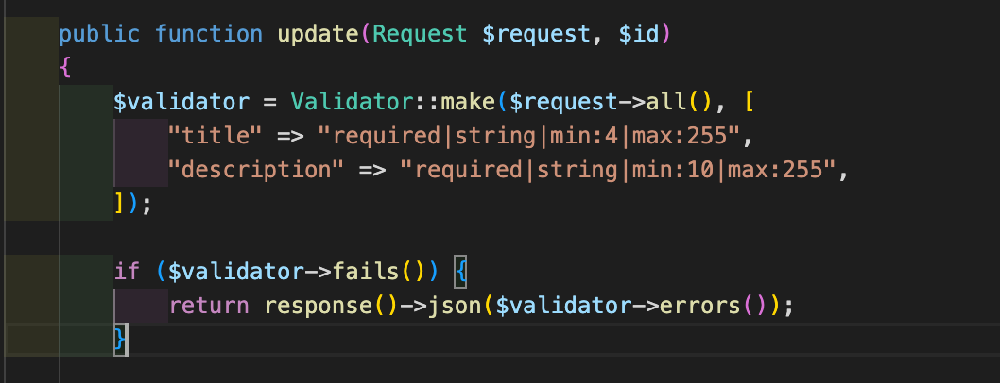 public function update(Request $request, $id)
{
$validator = Validator::make($request->all(), [
"title" => "required|string|min:4|max:255",
"description" => "required|string|min:10|max:255",
]);
if ($validator->fails()) {
return response()->json($validator->errors());
}